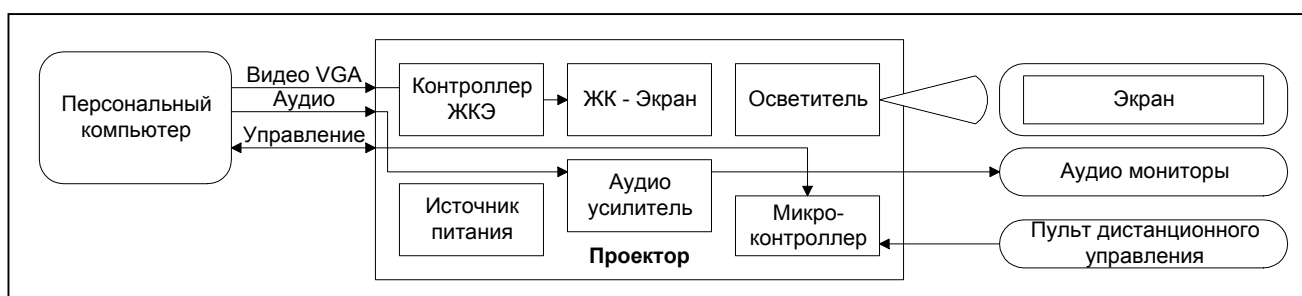 Персональный
компьютер
Видео VGA
Аудио
Управление
Контроллер
ЖКЭ
ЖК - Экран
Осветитель
Экран
Источник
питания
Аудио
усилитель
Микро-
контроллер
Проектор
Аудио мониторы
Пульт дистанционного
управления